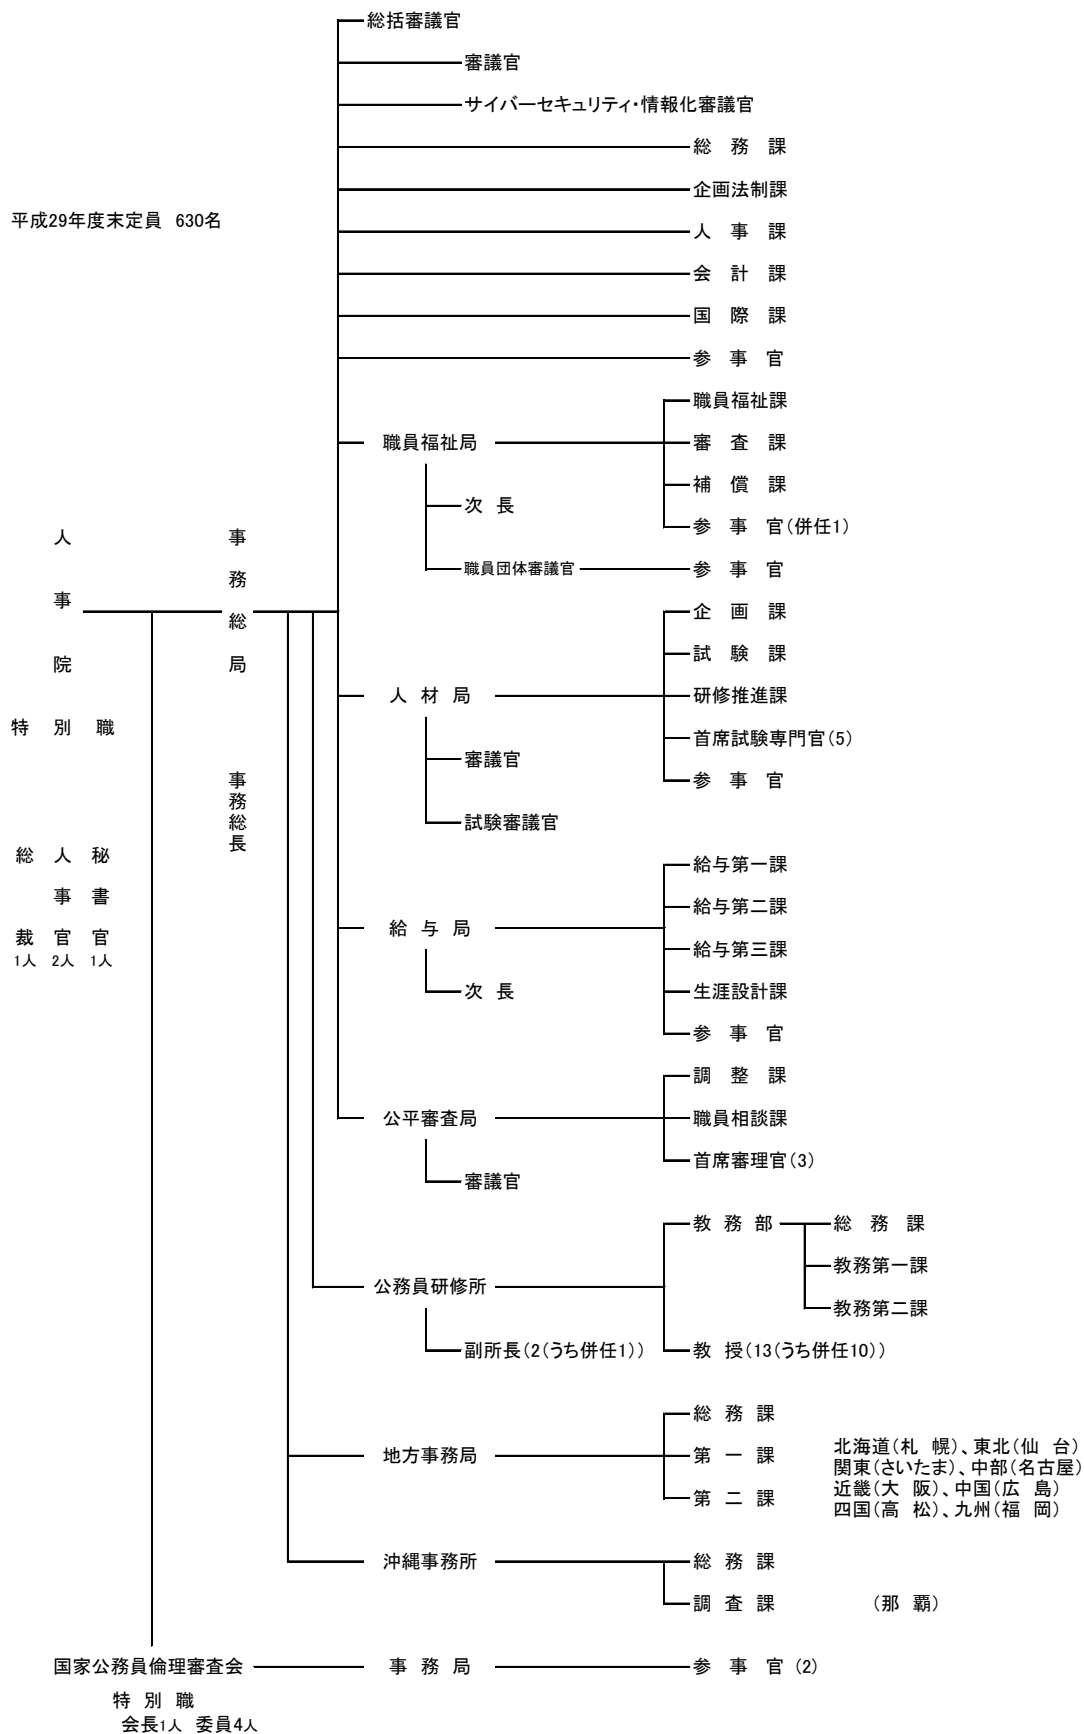 総括審議官
審議官
サイバーセキュリティ・情報化審議官
総 務 課
企画法制課
平成29年度末定員 630名
人 事 課
会 計 課
国 際 課
参 事 官
職員福祉課
職員福祉局
審 査 課
補 償 課
次 長
参 事 官(併任1)
職員団体審議官
参 事 官
人事院
特 別 職
総裁 1人
人事官 2人
秘書官 1人
事務総局
事務総長
企 画 課
試 験 課
人 材 局
研修推進課
首席試験専門官(5)
審議官
参 事 官
試験審議官
給与第一課
給与第二課
給 与 局
給与第三課
次 長
生涯設計課
参 事 官
調 整 課
公平審査局
職員相談課
首席審理官(3)
審議官
教 務 部
総 務 課
教務第一課
公務員研修所
教務第二課
副所長(2(うち併任1))
教 授(13(うち併任10))
総 務 課
地方事務局
第 一 課
第 二 課
北海道(札 幌)、東北(仙 台)
関東(さいたま)、中部(名古屋)
近畿(大 阪)、中国(広 島)
四国(高 松)、九州(福 岡)
沖縄事務所
総 務 課
調 査 課
(那 覇)
国家公務員倫理審査会
事 務 局
参 事 官 (2)
特 別 職
会長1人 委員4人